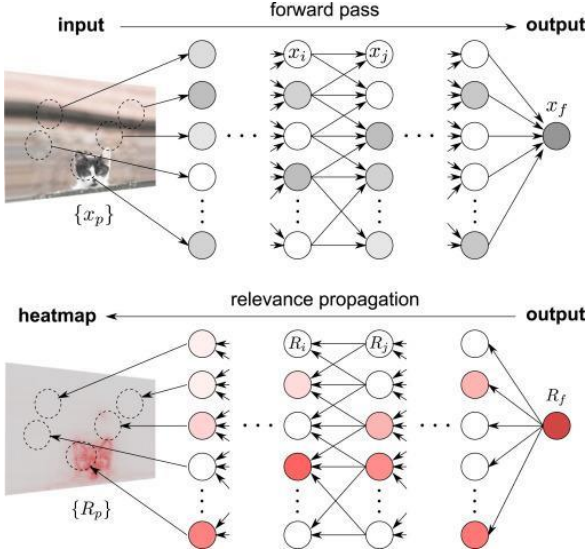 forward pass
input output
$x_i$ $x_j$
$x_f$
$\{x_p\}$
relevance propagation
heatmap output
$R_i$ $R_j$
$R_f$
$\{R_p\}$